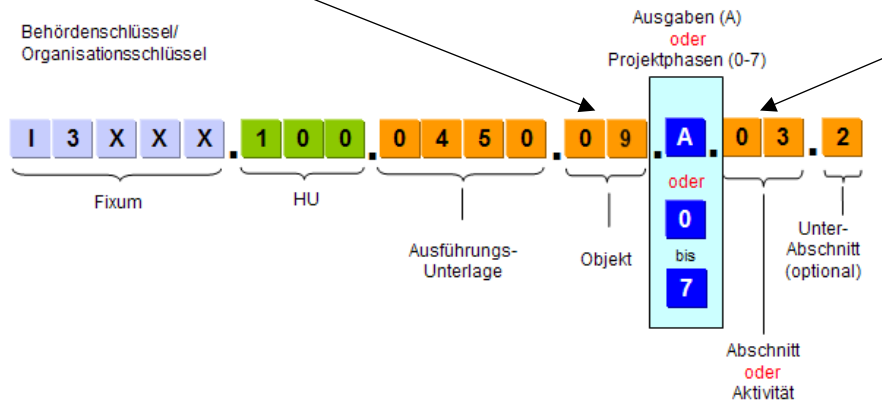 Behördenschlüssel/
Organisationsschlüssel
Ausgaben (A)
oder
Projektphasen (0-7)
I 3 X X X . 1 0 0 . 0 4 5 0 . 0 9 . A . 0 3 . 2
Fixum
HU
Ausführungs-
Unterlage
Objekt
oder
0
bis
7
Unter-
Abschnitt
(optional)
Abschnitt
oder
Aktivität